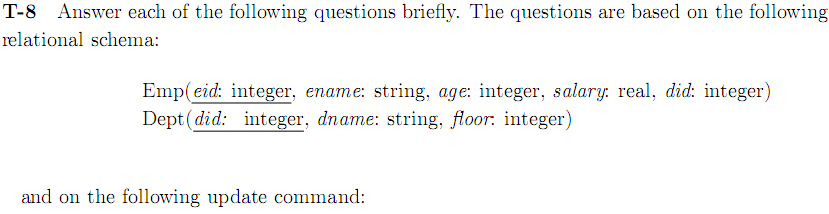 T-8 Answer each of the following questions briefly. The questions are based on the following
relational schema:
Emp(eid: integer, ename: string, age: integer, salary: real, did: integer)
Dept(did: integer, dname: string, floor: integer)
and on the following update command: